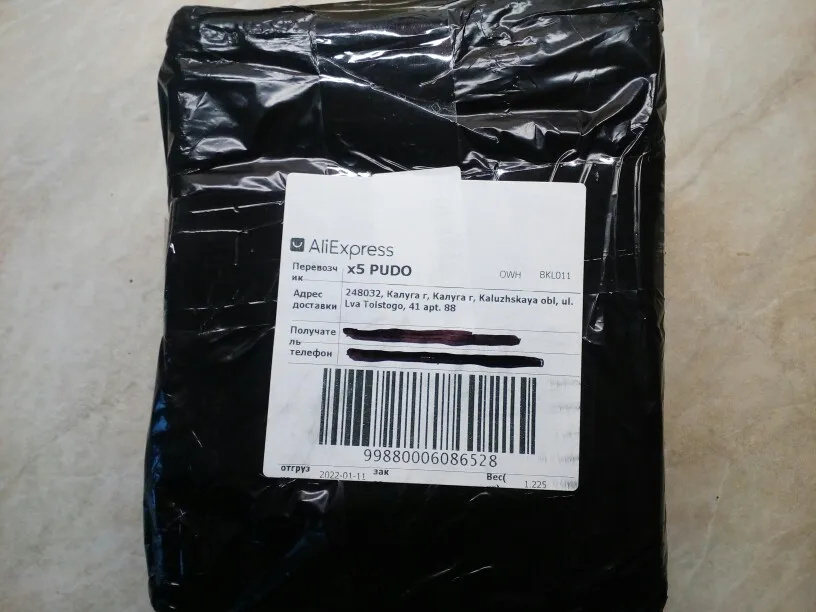 AliExpress
Перевозч
ик
x5 PUDO
OWH BKL011
Адрес
доставки
248032, Калуга г, Калуга г, Kaluzhskaya obl, ul.
Lva Tolstogo, 41 apt. 88
Получате
ль
телефон
99880006086528
отгруз 2022-01-11 зак Вес( 1.225